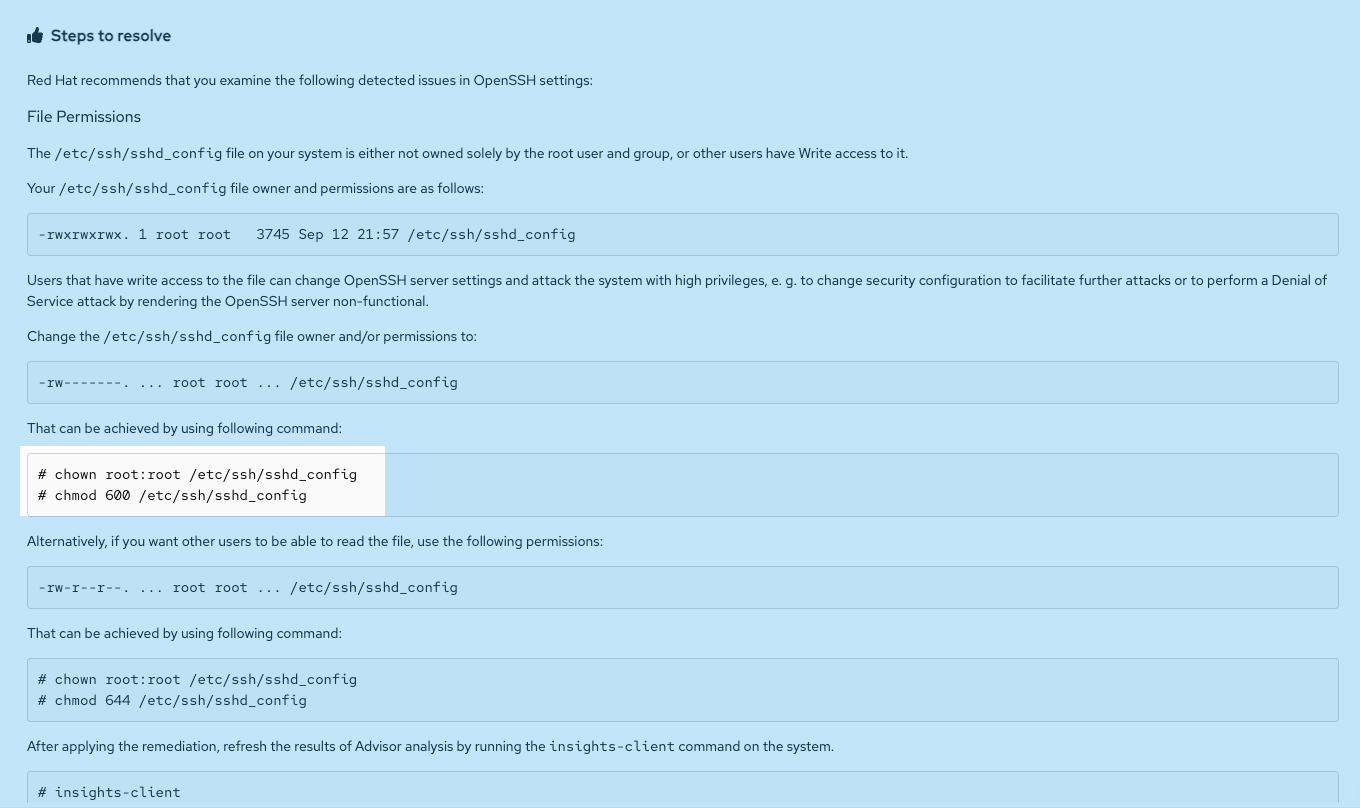 Steps to resolve
Red Hat recommends that you examine the following detected issues in OpenSSH settings:
File Permissions
The /etc/ssh/sshd_config file on your system is either not owned solely by the root user and group, or other users have Write access to it.
Your /etc/ssh/sshd_config file owner and permissions are as follows:
-rwxrwxrwx. 1 root root   3745 Sep 12 21:57 /etc/ssh/sshd_config
Users that have write access to the file can change OpenSSH server settings and attack the system with high privileges, e. g. to change security configuration to facilitate further attacks or to perform a Denial of
Service attack by rendering the OpenSSH server non-functional.
Change the /etc/ssh/sshd_config file owner and/or permissions to:
-rw-------. ... root root ... /etc/ssh/sshd_config
That can be achieved by using following command:
# chown root:root /etc/ssh/sshd_config
# chmod 600 /etc/ssh/sshd_config
Alternatively, if you want other users to be able to read the file, use the following permissions:
-rw-r--r--. ... root root ... /etc/ssh/sshd_config
That can be achieved by using following command:
# chown root:root /etc/ssh/sshd_config
# chmod 644 /etc/ssh/sshd_config
After applying the remediation, refresh the results of Advisor analysis by running the insights-client command on the system.
# insights-client